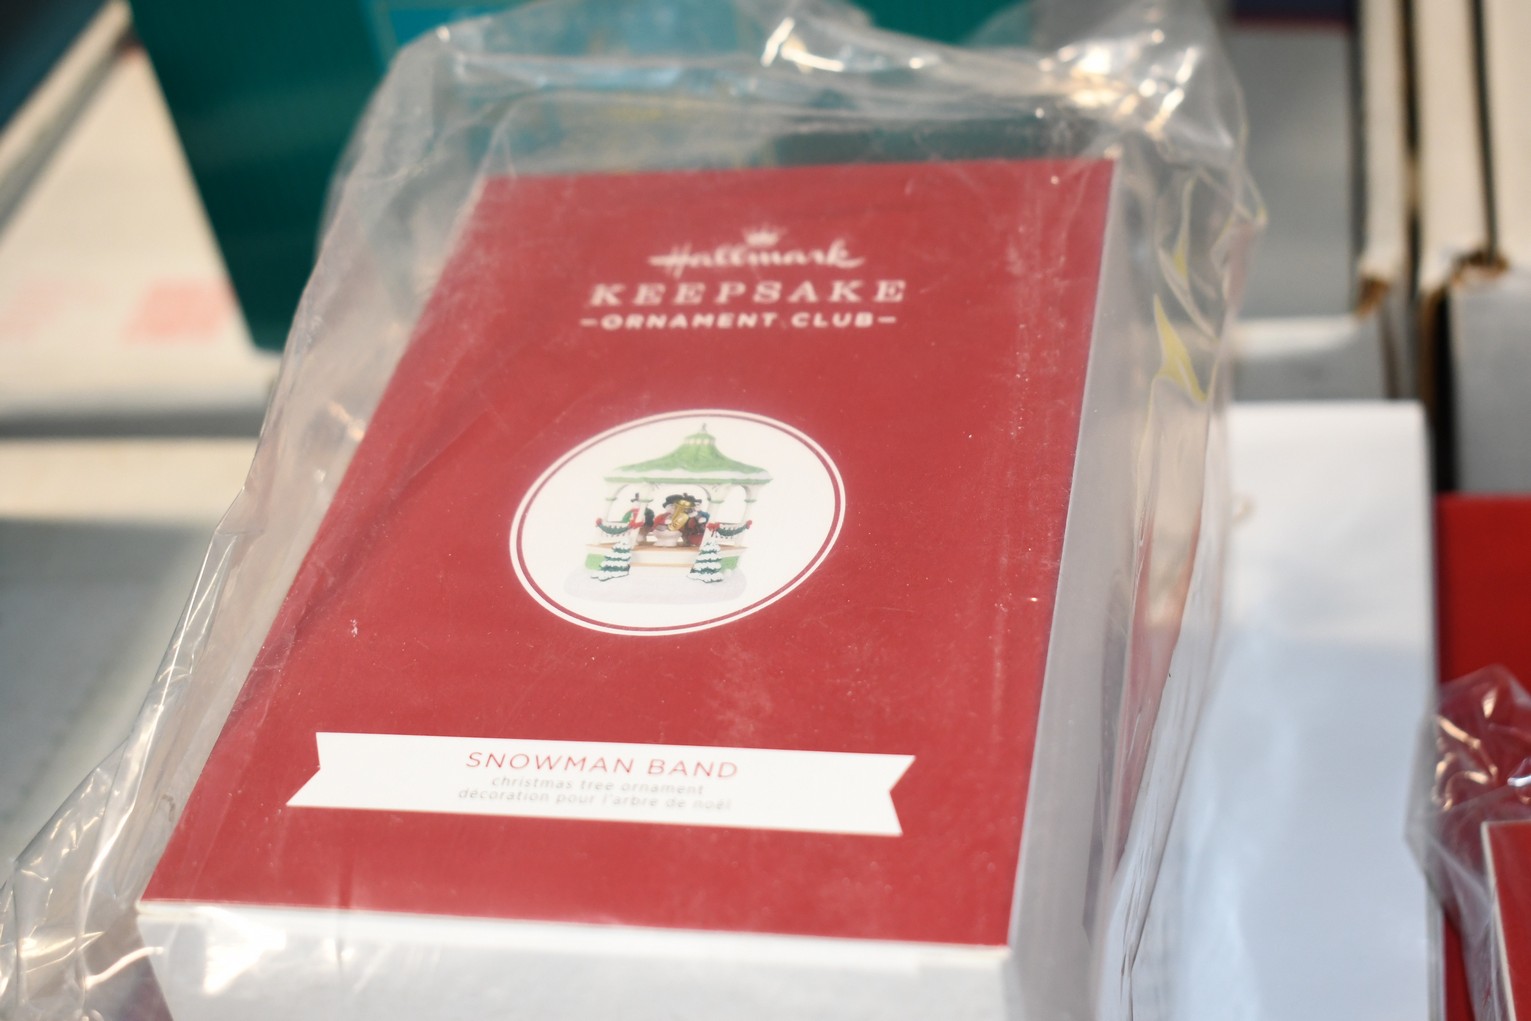 Hallmark
KEEPSAKE
-ORNAMENT CLUB-
SNOWMAN BAND
christmas tree ornament
décoration pour l'arbre de noël